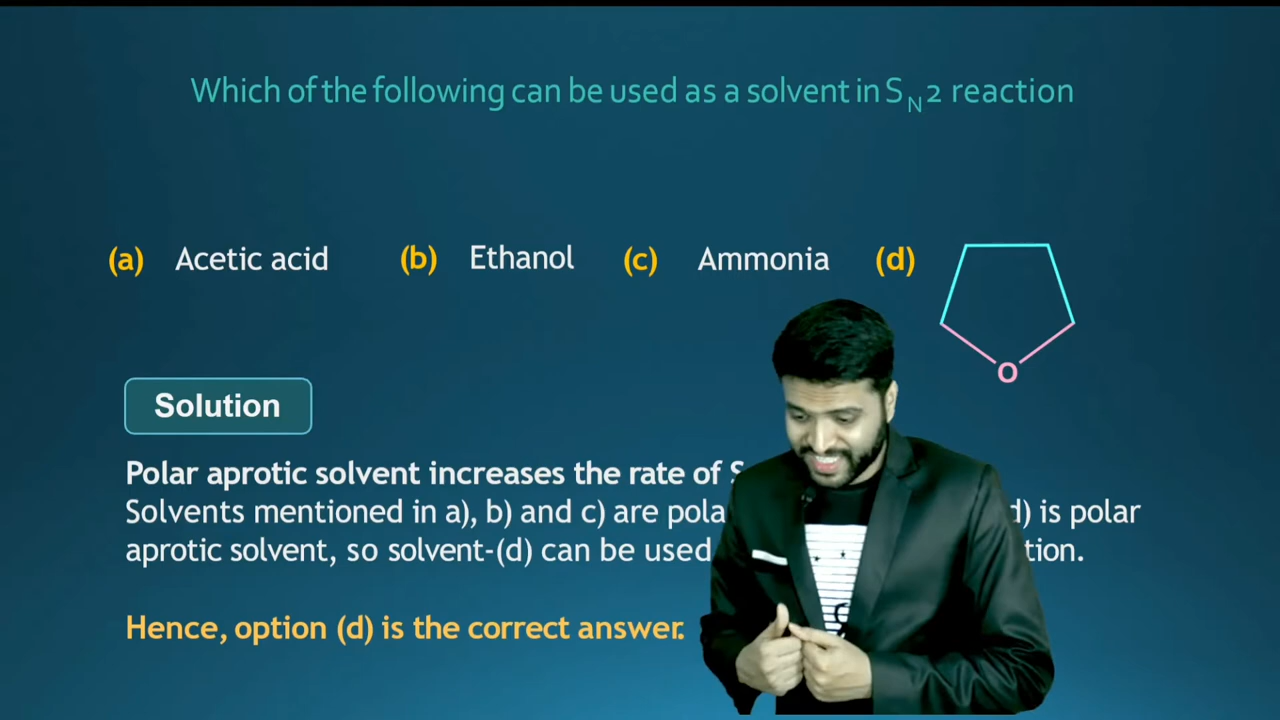 Which of the following can be used as a solvent in SN2 reaction
(a) Acetic acid (b) Ethanol (c) Ammonia (d)
O
Solution
Polar aprotic solvent increases the rate of S
Solvents mentioned in a), b) and c) are d) is polar
aprotic solvent, so solvent-(d) can be used
Hence, option (d) is the correct answer.